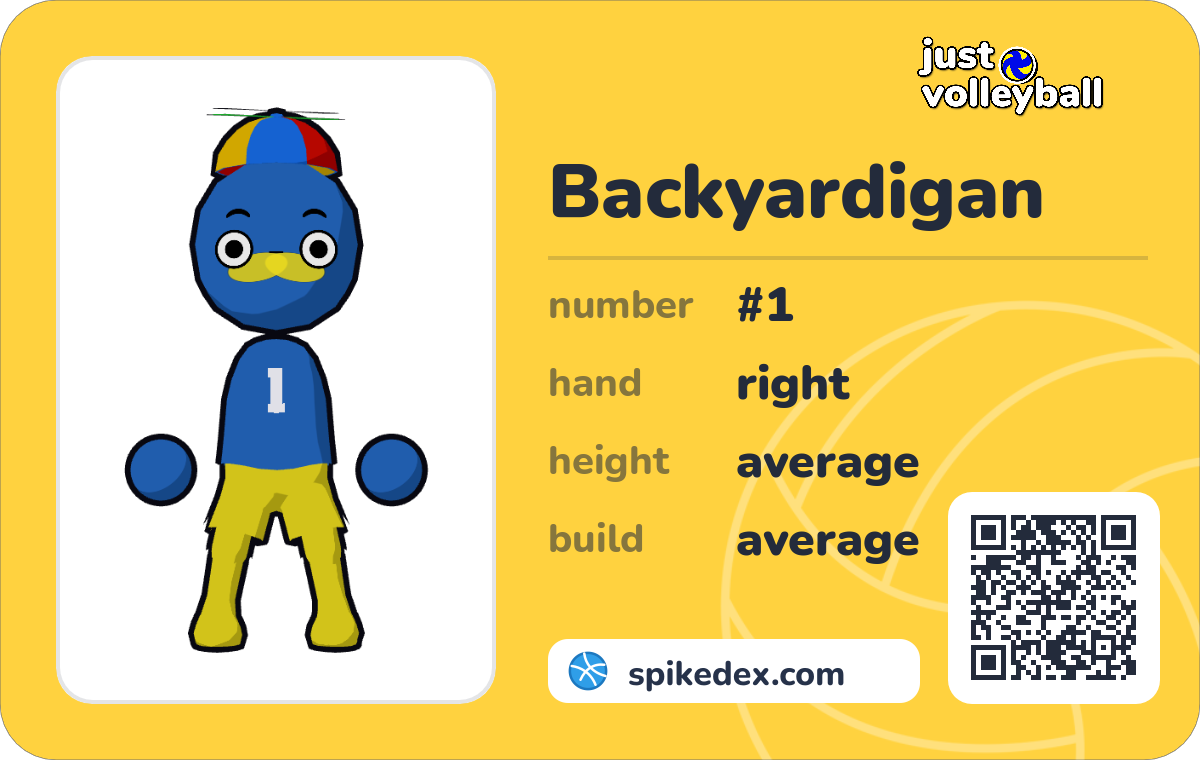 just
volleyball
Backyardigan
number #1
hand right
height average
build average
1
spikedex.com